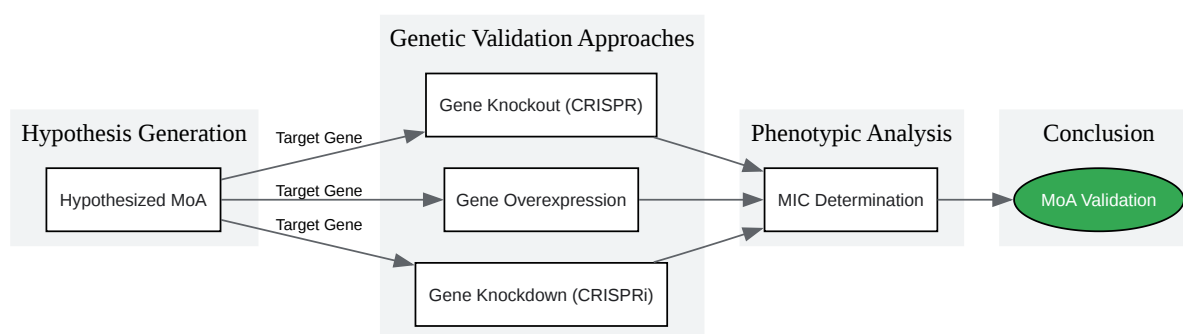 Genetic Validation Approaches
Gene Knockout (CRISPR)
Hypothesis Generation
Target Gene
Phenotypic Analysis
Conclusion
Hypothesized MoA
Target Gene
Gene Overexpression
MIC Determination
MoA Validation
Target Gene
Gene Knockdown (CRISPRi)